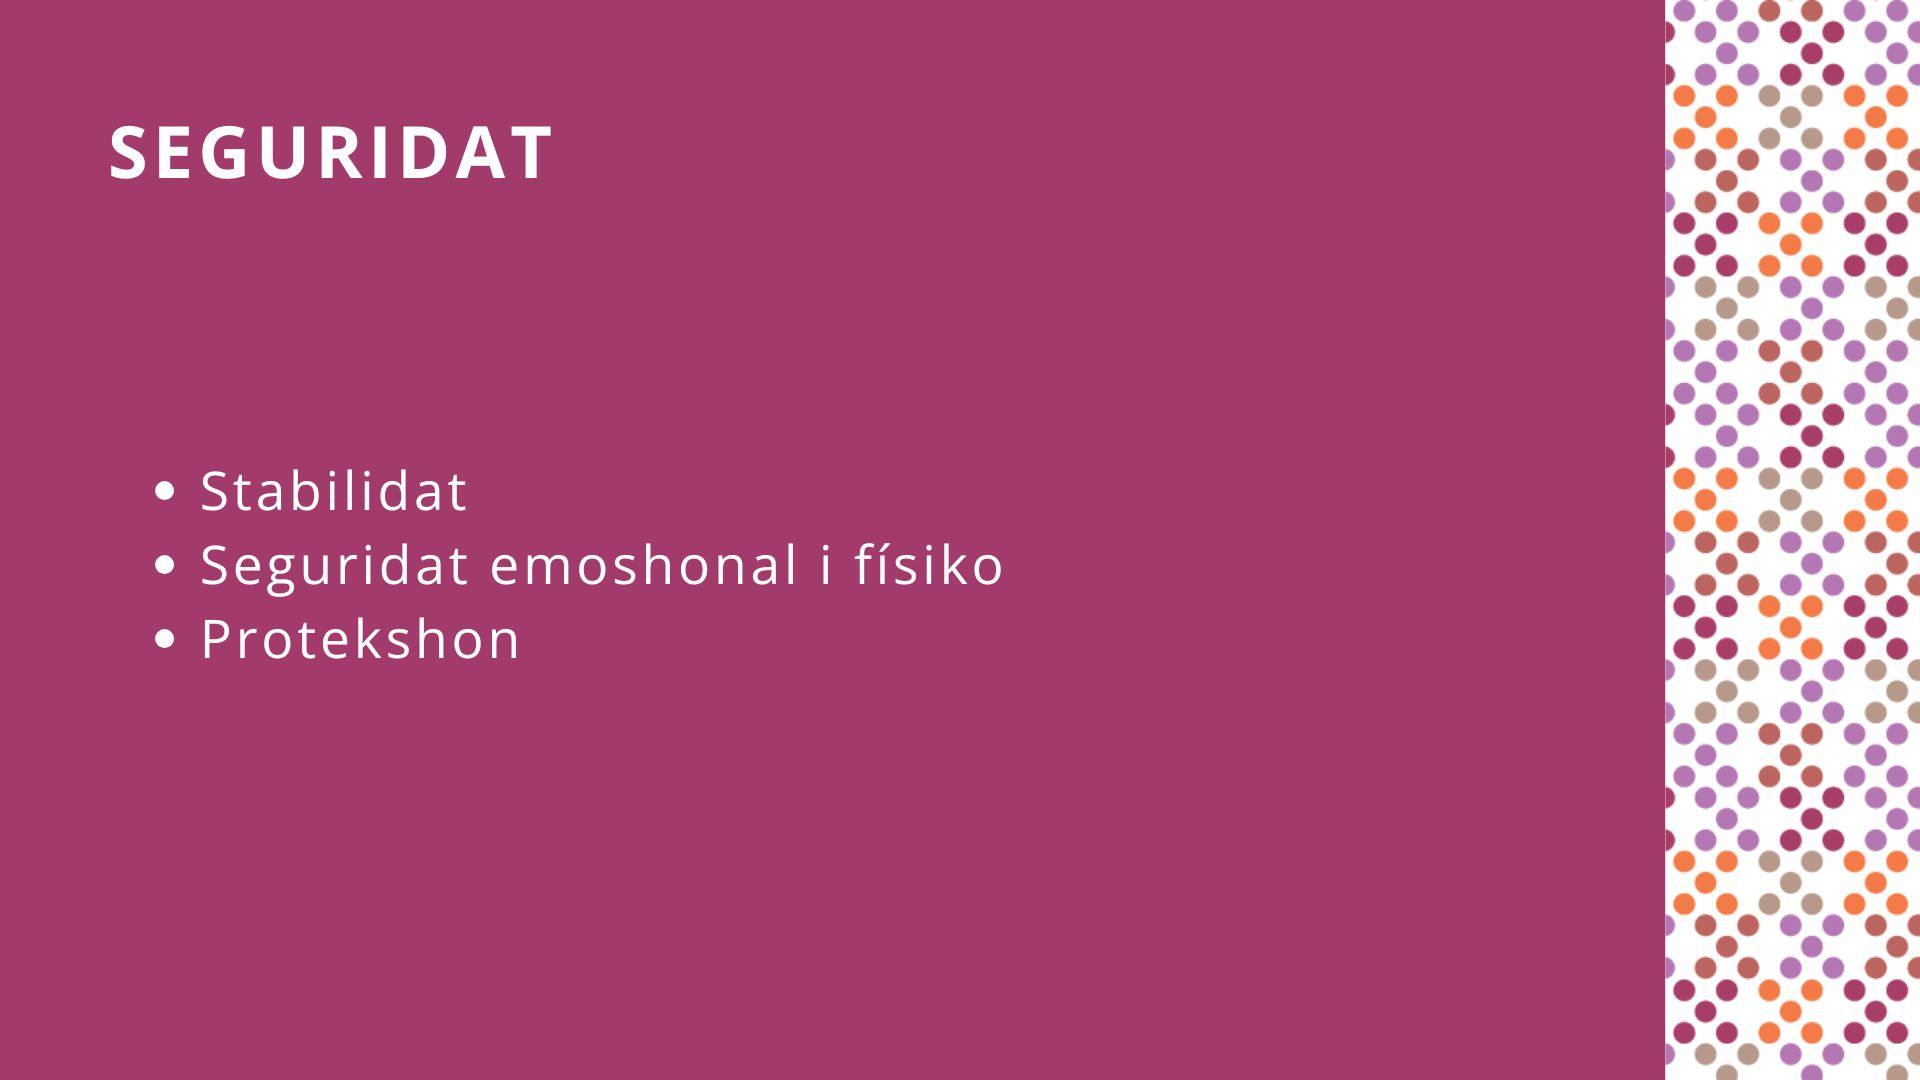 SEGURIDAT
• Stabilidat
• Seguridat emoshonal i físiko
• Protekshon